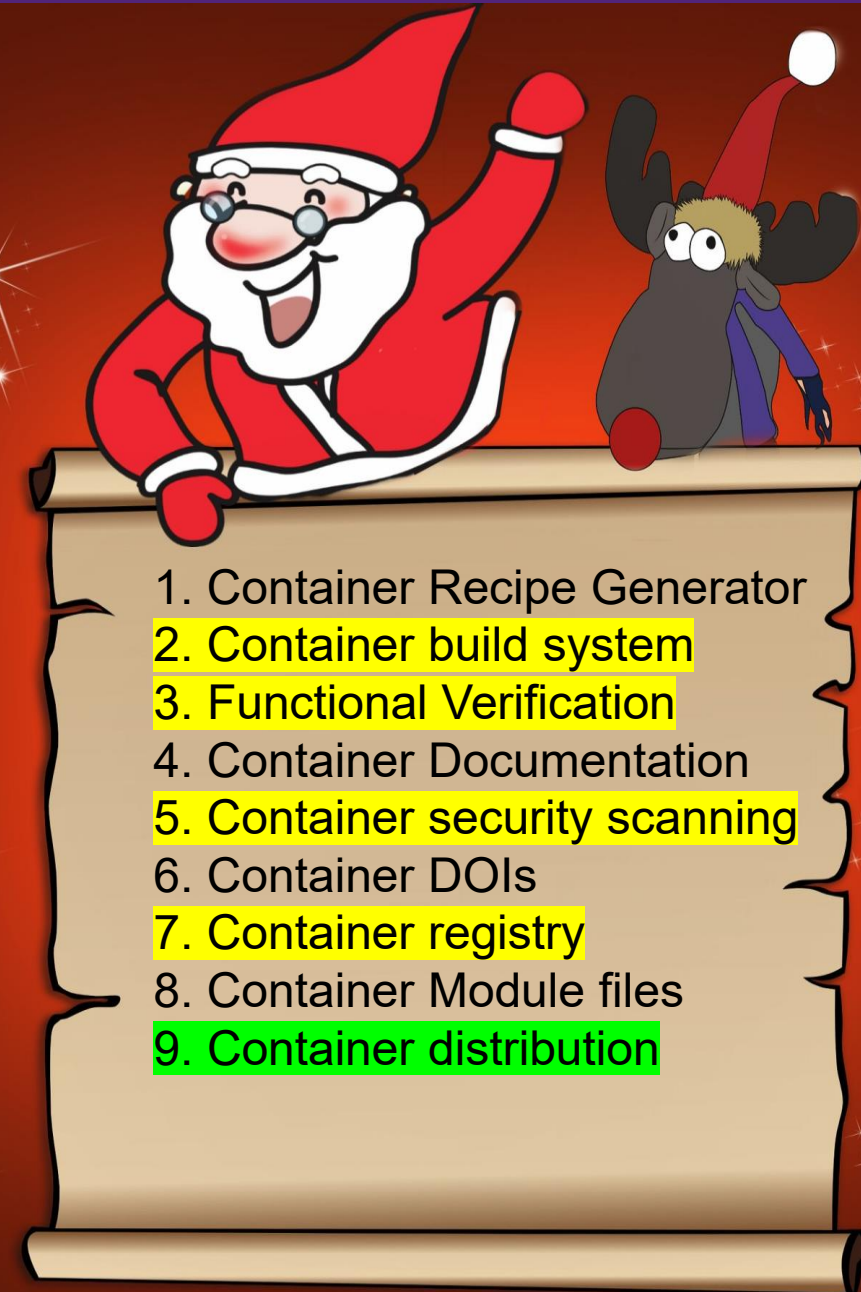 1. Container Recipe Generator
2. Container build system
3. Functional Verification
4. Container Documentation
5. Container security scanning
6. Container DOIs
7. Container registry
8. Container Module files
9. Container distribution